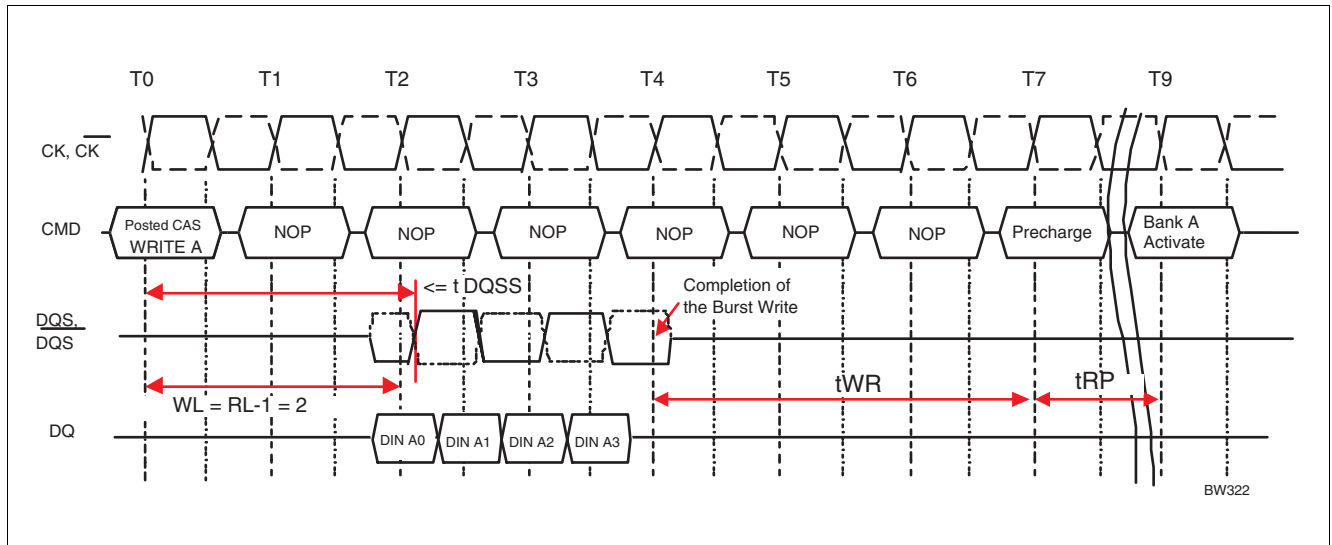 T0 T1 T2 T3 T4 T5 T6 T7 T9
CK, CK
CMD
Posted CAS
WRITE A
NOP
NOP
NOP
NOP
NOP
NOP
Precharge
Bank A
Activate
<= t DQSS
Completion of
the Burst Write
DQS,
DQS
WL = RL-1 = 2
tWR
tRP
DQ
DIN A0
DIN A1
DIN A2
DIN A3
BW322